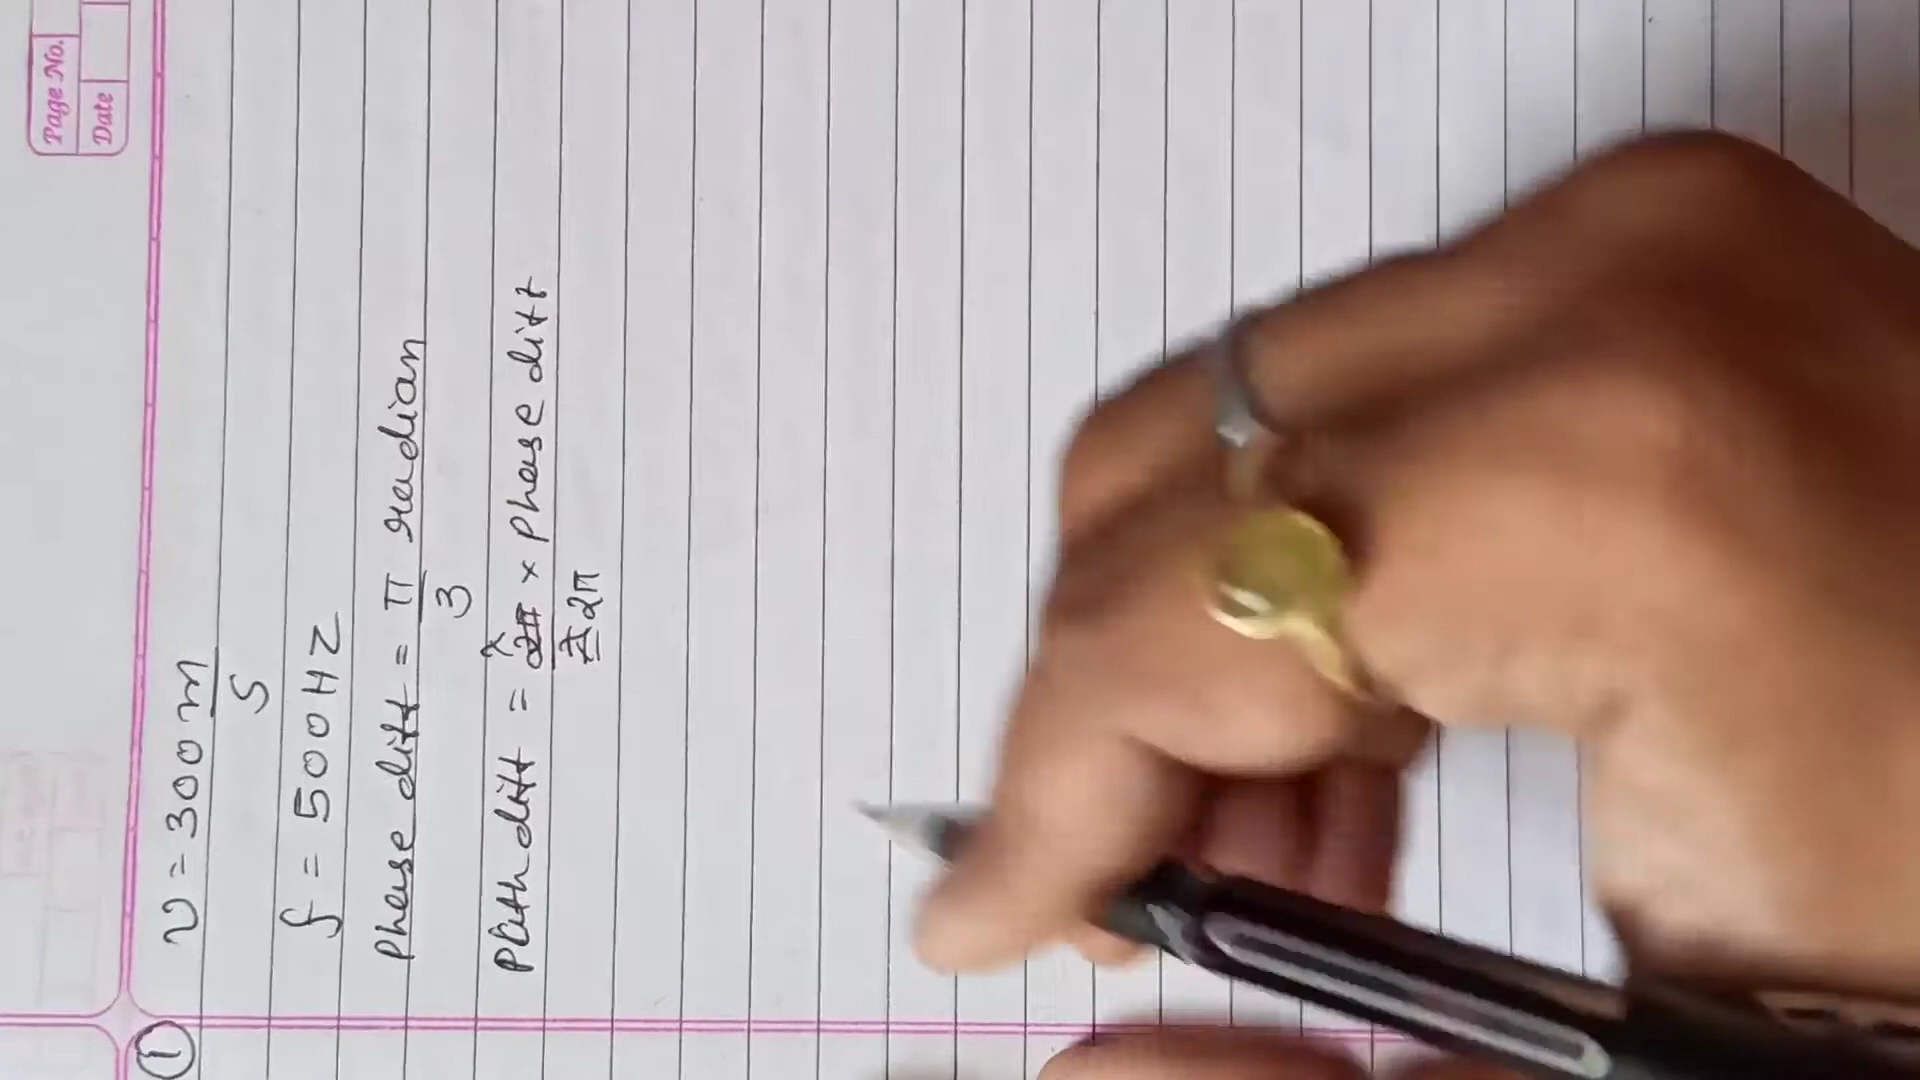 Page No.
Date
① v = 300 m/s
f = 500 HZ
Phase diff = π/3 radian
Path diff = λ/2π × phase diff